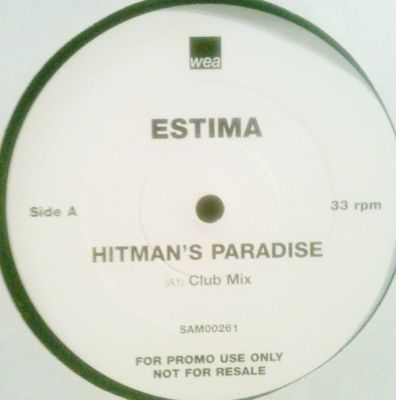 wea
ESTIMA
Side A
33 rpm
HITMAN'S PARADISE
(A1) Club Mix
SAM00261
FOR PROMO USE ONLY
NOT FOR RESALE